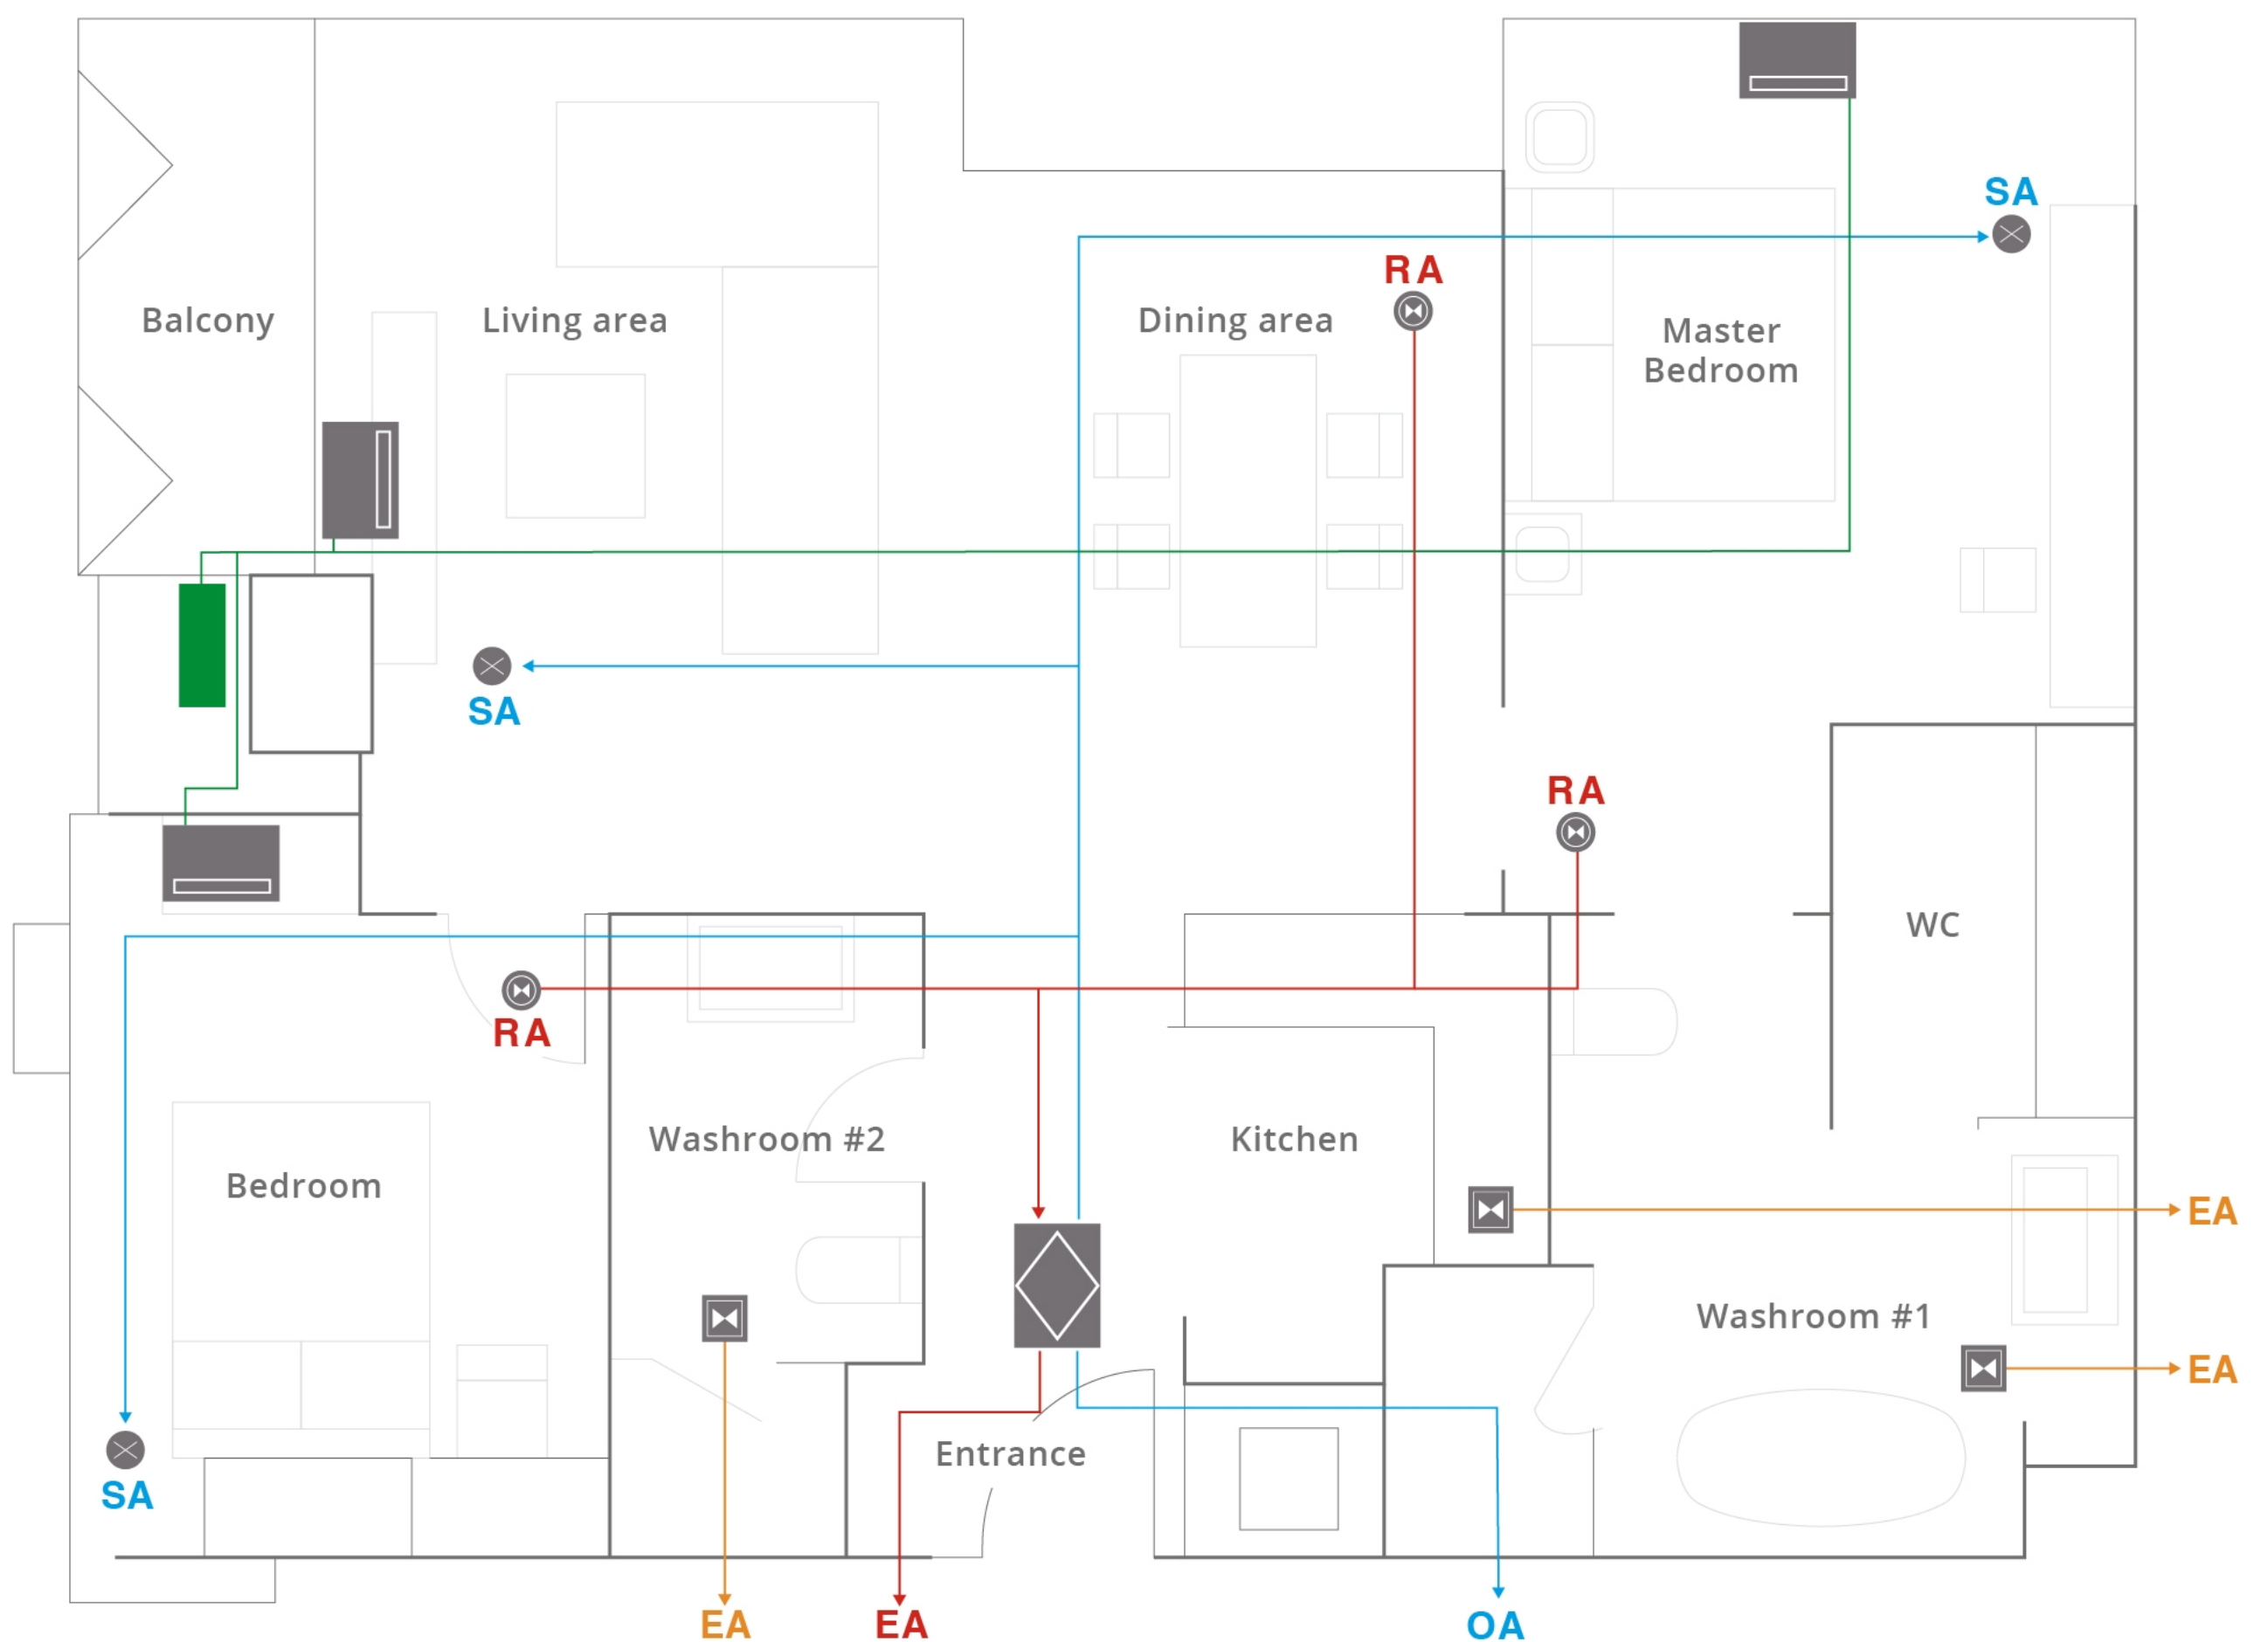 SA
RA
Balcony
Living area
Dining area
Master
Bedroom
SA
RA
WC
RA
Washroom #2
Kitchen
Bedroom
EA
Washroom #1
EA
Entrance
SA
EA
EA
OA